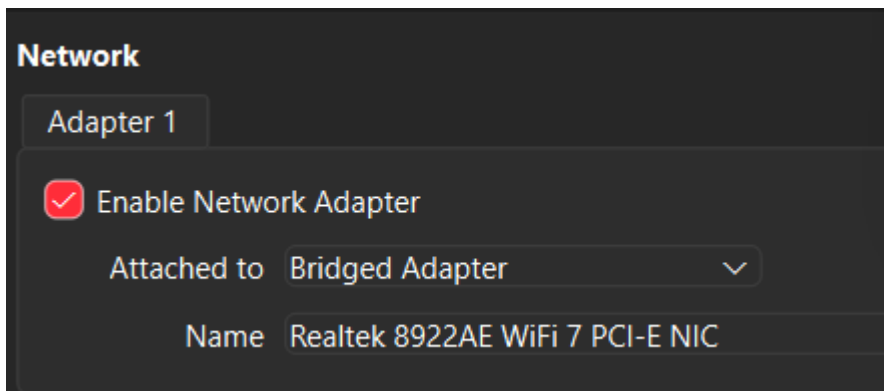 Network
Adapter 1
Enable Network Adapter
Attached to Bridged Adapter
Name Realtek 8922AE WiFi 7 PCI-E NIC